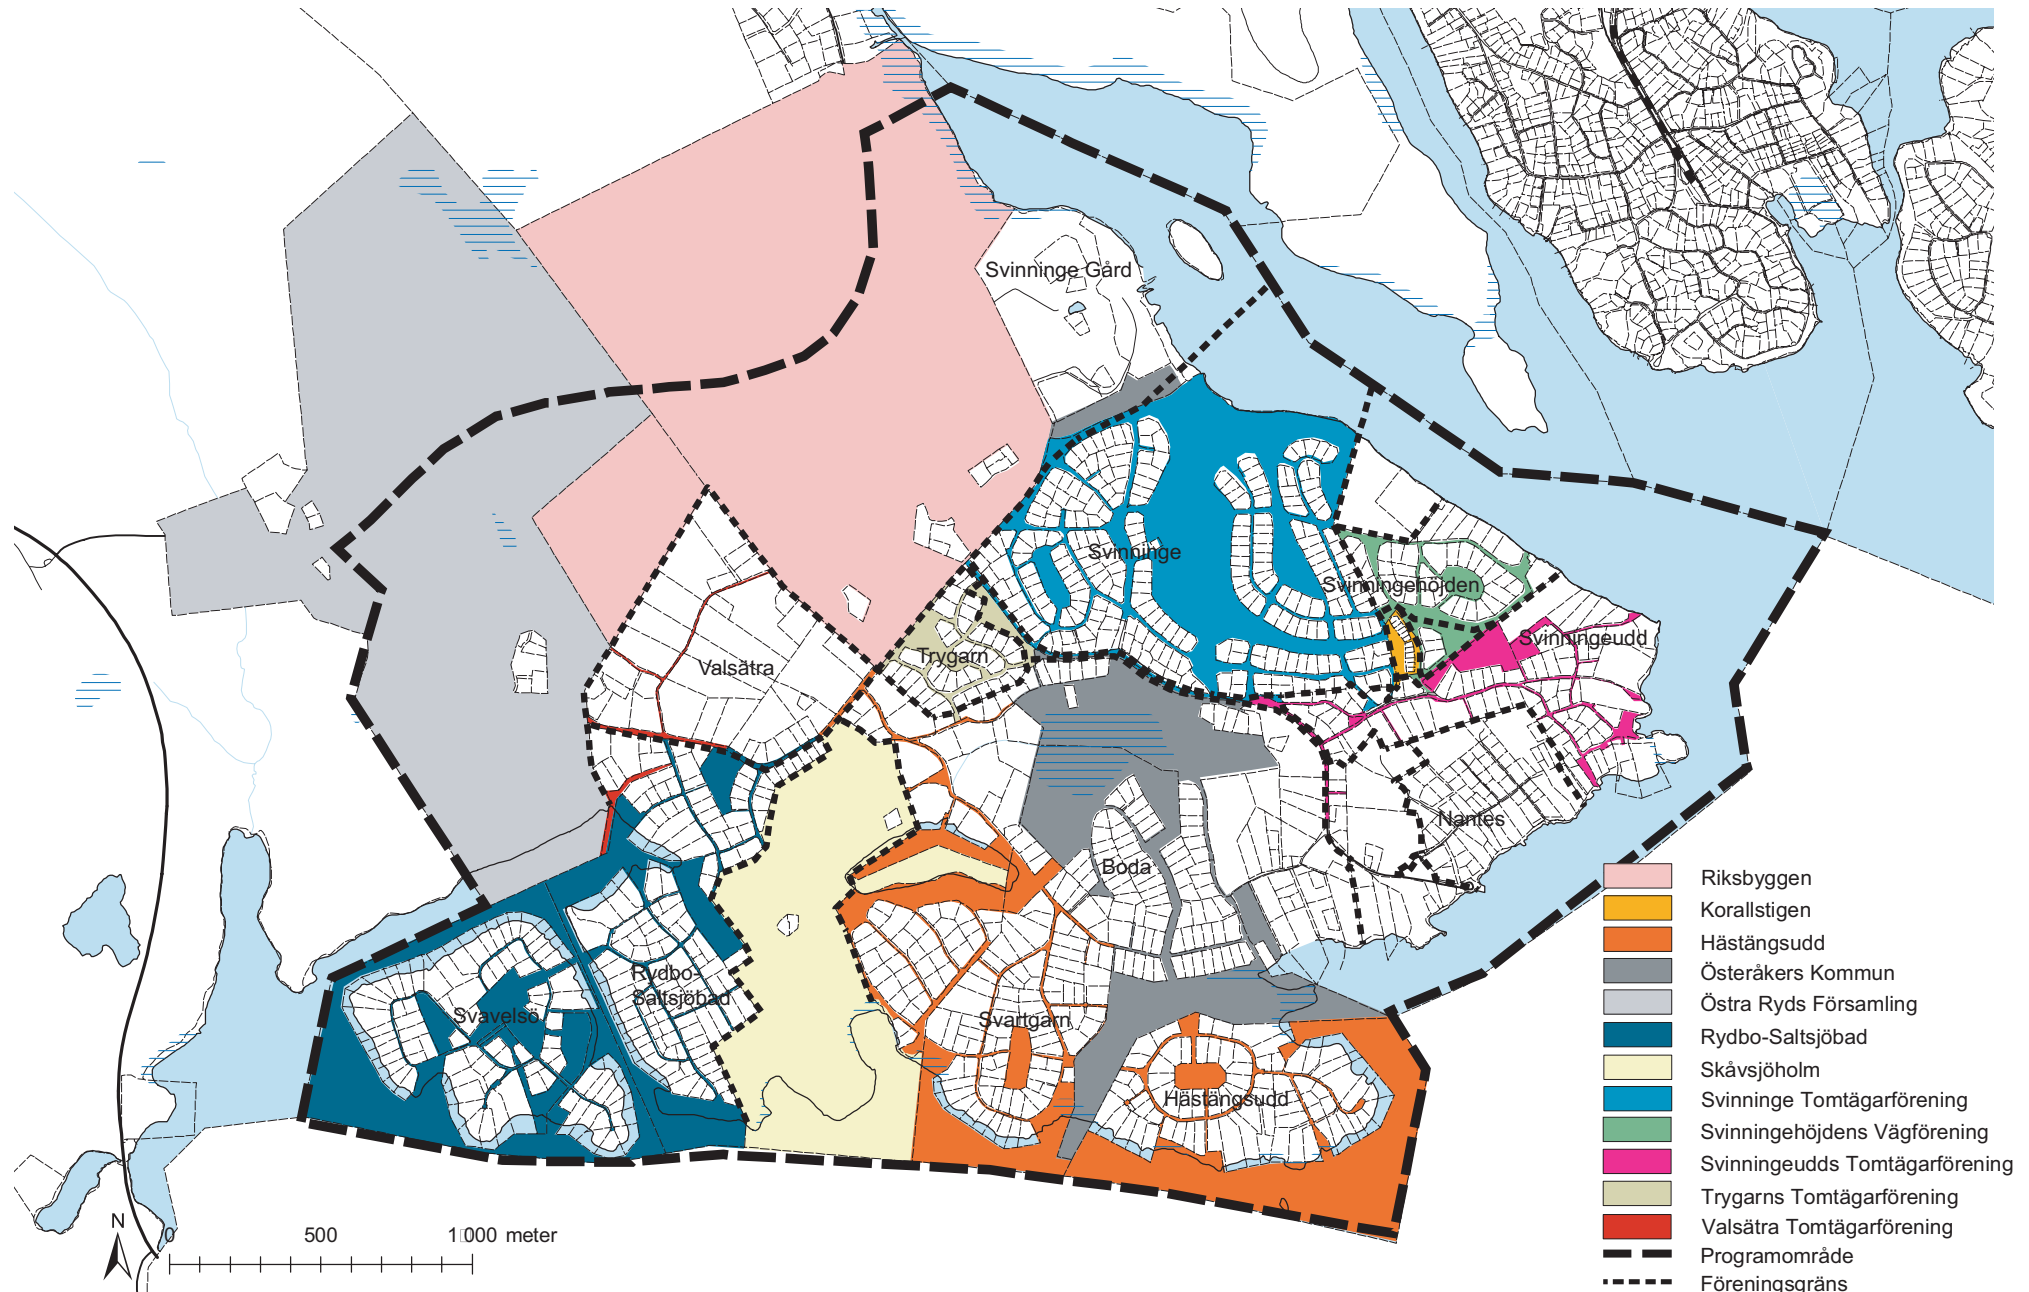 Svinninge Gård
Svinninge
Svinningehöjden
Svinningeudd
Trygarn
Valsätra
Nantes
Boda
Rydbo-
Saltsjöbad
Svavelsö
Svartgarn
Hästängsudd
Riksbyggen
Korallstigen
Hästängsudd
Österåkers Kommun
Östra Ryds Församling
Rydbo-Saltsjöbad
Skåvsjöholm
Svinninge Tomtägarförening
Svinningehöjdens Vägförening
Svinningeudds Tomtägarförening
Trygarns Tomtägarförening
Valsätra Tomtägarförening
Programområde
Föreningsgräns
N
0 500 1□000 meter